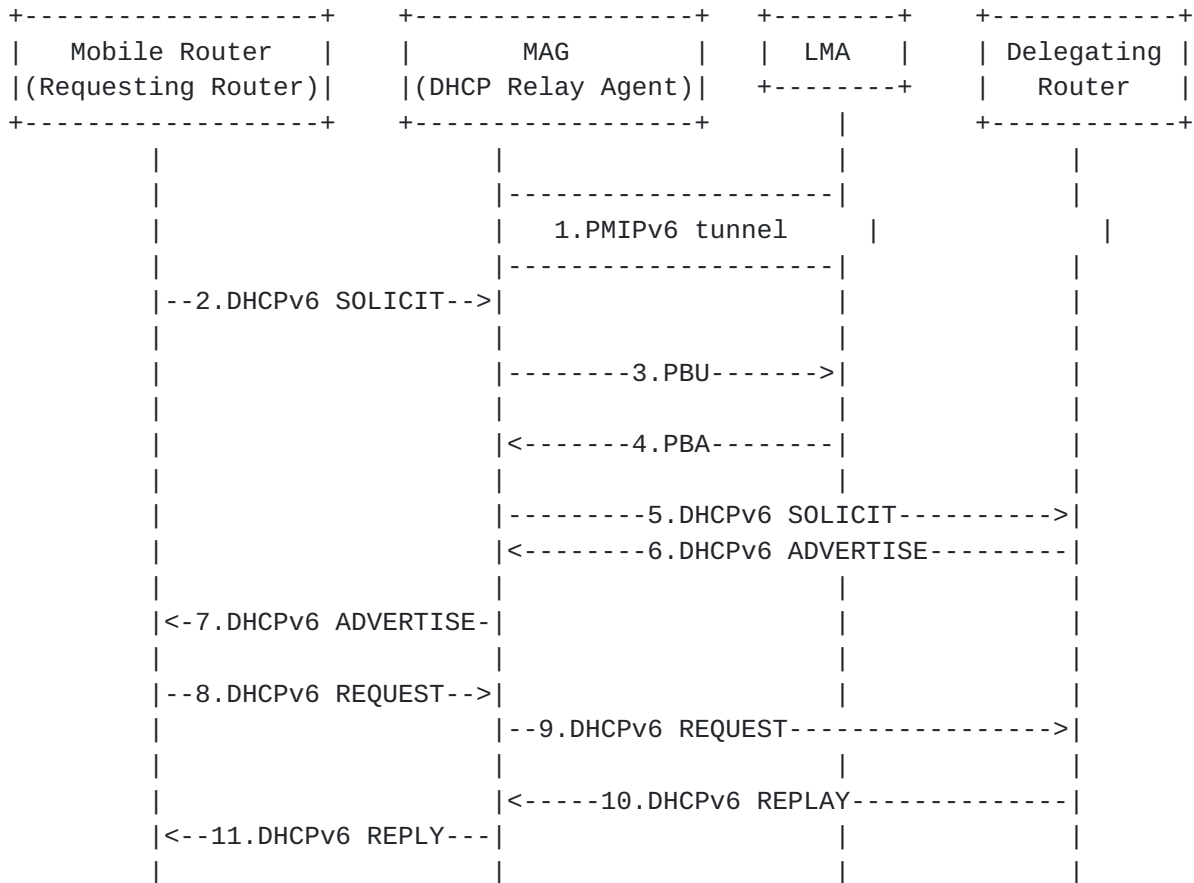 +-------------------+    +------------------+   +--------+    +------------+
|   Mobile Router   |    |       MAG        |   |  LMA   |    | Delegating |
|(Requesting Router)|    |(DHCP Relay Agent)|   +--------+    |   Router   |
+-------------------+    +------------------+        |        +------------+
         |                     |                     |              |
         |                     |---------------------|              |
         |                     |   1.PMIPv6 tunnel     |              |
         |                     |---------------------|              |
         |--2.DHCPv6 SOLICIT-->|                     |              |
         |                     |                     |              |
         |                     |--------3.PBU------->|              |
         |                     |                     |              |
         |                     |<-------4.PBA--------|              |
         |                     |                     |              |
         |                     |---------5.DHCPv6 SOLICIT---------->|
         |                     |<--------6.DHCPv6 ADVERTISE---------|
         |                     |                     |              |
         |<-7.DHCPv6 ADVERTISE-|                     |              |
         |                     |                     |              |
         |--8.DHCPv6 REQUEST-->|                     |              |
         |                     |--9.DHCPv6 REQUEST----------------->|
         |                     |                     |              |
         |                     |<-----10.DHCPv6 REPLAY--------------|
         |<--11.DHCPv6 REPLY---|                     |              |
         |                     |                     |              |